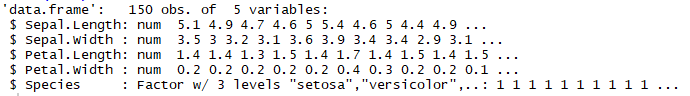 'data.frame':   150 obs. of  5 variables:
 $ Sepal.Length: num  5.1 4.9 4.7 4.6 5 5.4 4.6 5 4.4 4.9 ...
 $ Sepal.Width : num  3.5 3 3.2 3.1 3.6 3.9 3.4 3.4 2.9 3.1 ...
 $ Petal.Length: num  1.4 1.4 1.3 1.5 1.4 1.7 1.4 1.5 1.4 1.5 ...
 $ Petal.Width : num  0.2 0.2 0.2 0.2 0.2 0.4 0.3 0.2 0.2 0.1 ...
 $ Species     : Factor w/ 3 levels "setosa","versicolor",..: 1 1 1 1 1 1 1 1 1 1 ...